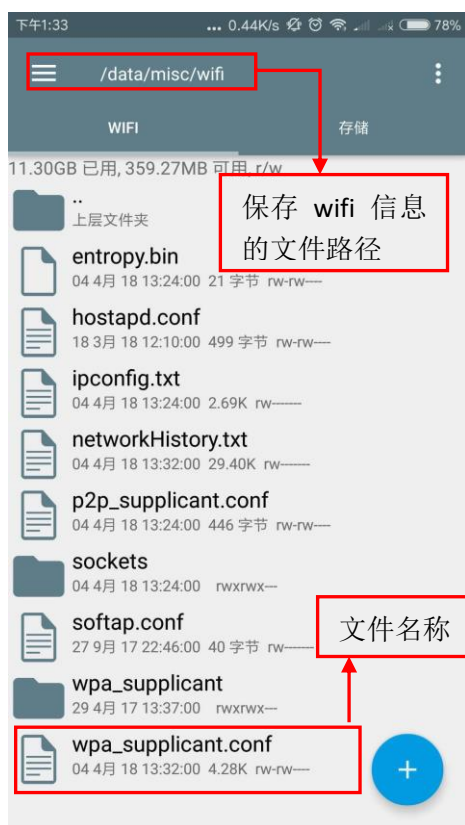 下午1:33 ... 0.44K/s 78%
/data/misc/wifi
WIFI 存储
11.30GB 已用, 359.27MB 可用, r/w
保存 wifi 信息
的文件路径
..
上层文件夹
entropy.bin
04 4月 18 13:24:00 21 字节 rw-rw----
hostapd.conf
18 3月 18 12:10:00 499 字节 rw-rw----
ipconfig.txt
04 4月 18 13:24:00 2.69K rw-------
networkHistory.txt
04 4月 18 13:32:00 29.40K rw-------
p2p_supplicant.conf
04 4月 18 13:24:00 446 字节 rw-rw----
sockets
04 4月 18 13:24:00 rwxrwx---
softap.conf
27 9月 17 22:46:00 40 字节 rw-------
文件名称
wpa_supplicant
29 4月 17 13:37:00 rwxrwx---
wpa_supplicant.conf
04 4月 18 13:32:00 4.28K rw-rw----